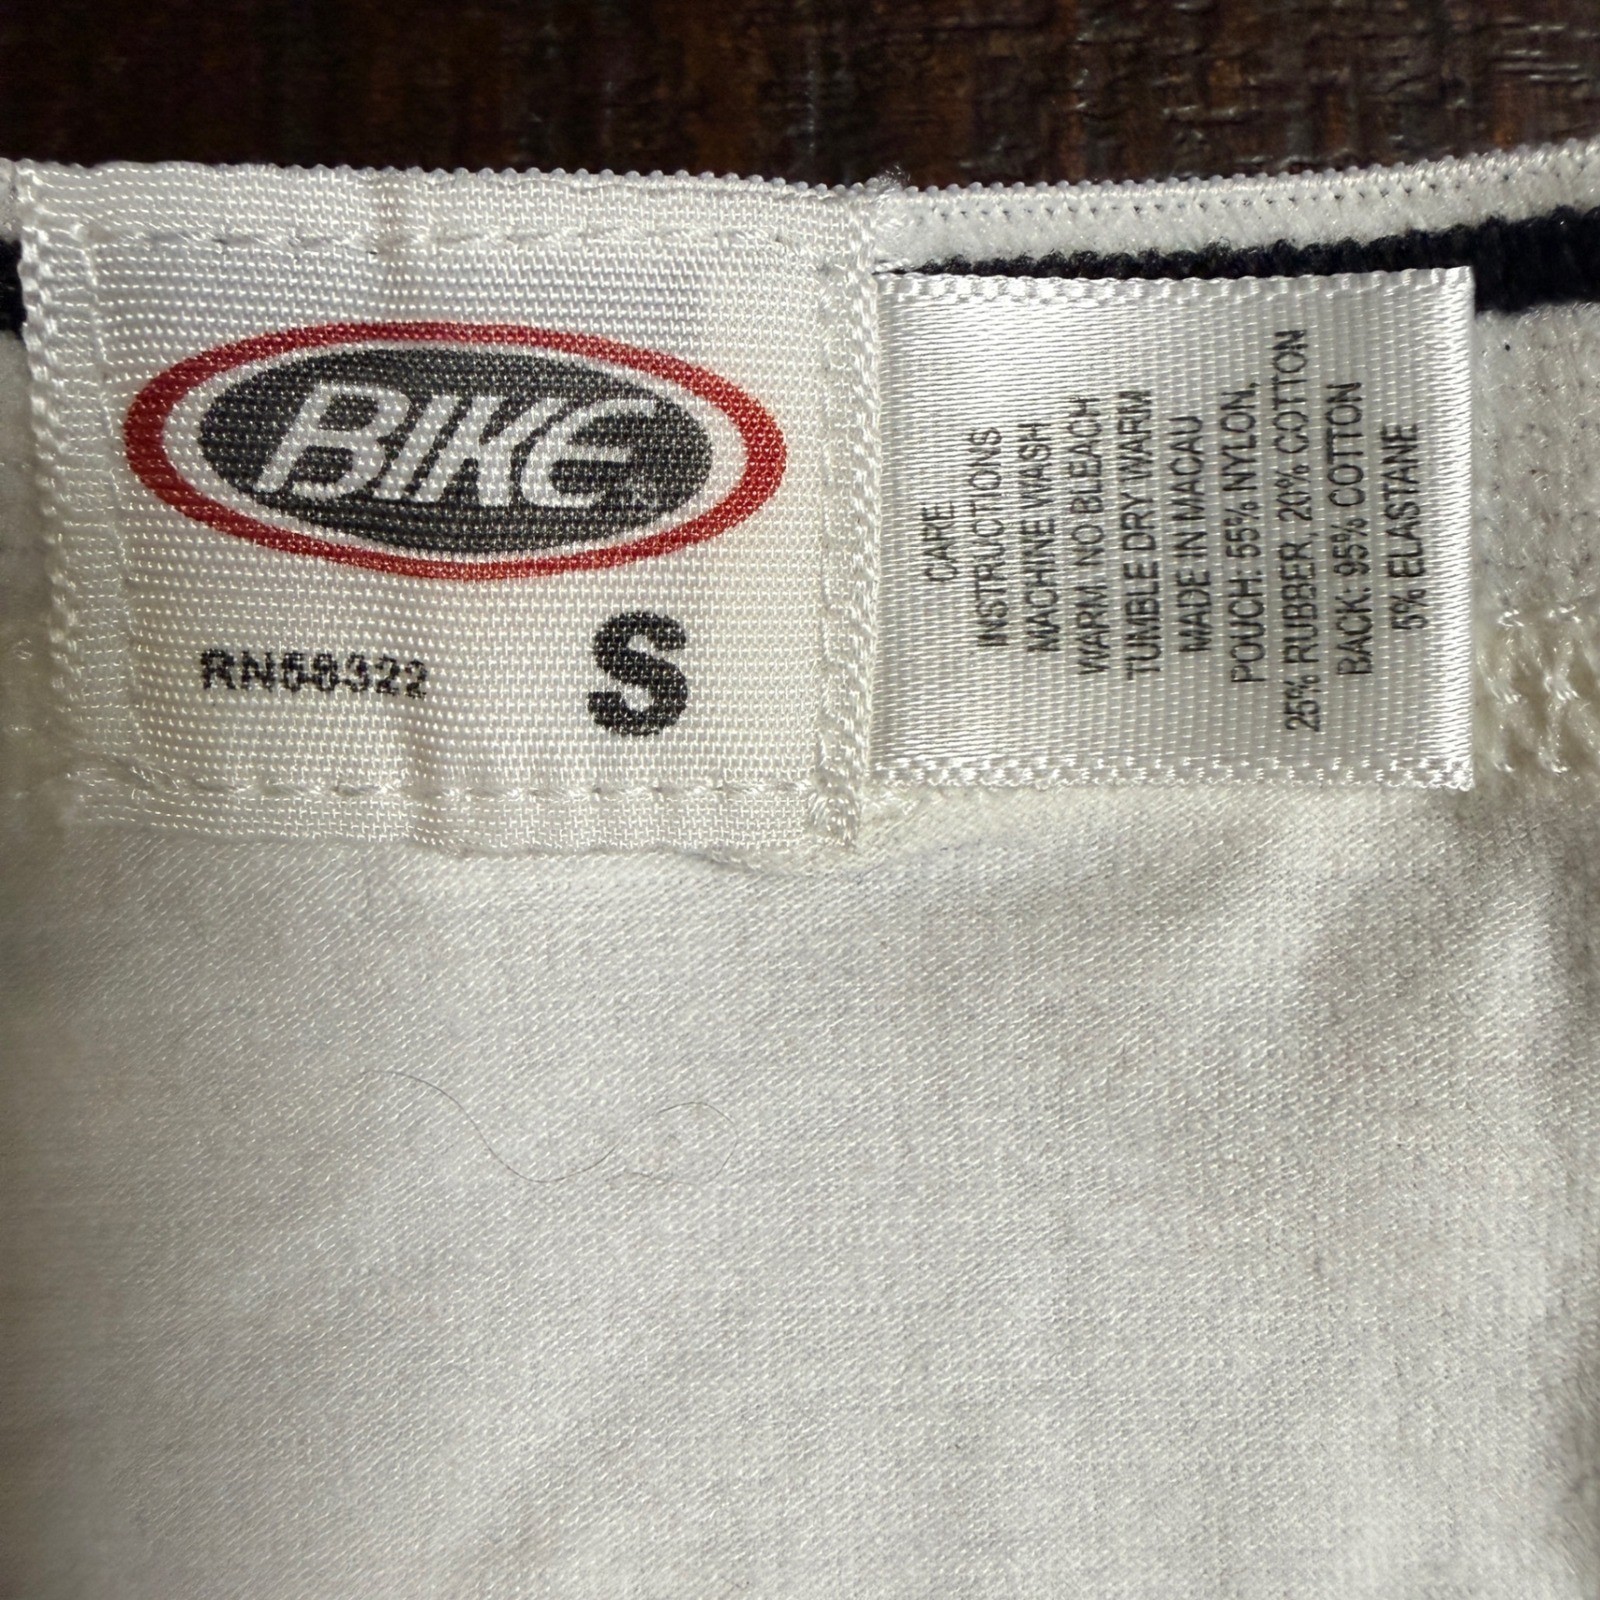 BIKE
RN58322
S
CARE
INSTRUCTIONS
MACHINE WASH
WARM. NO BLEACH
TUMBLE DRY WARM
MADE IN MACAU
POUCH: 55% NYLON,
25% RUBBER, 20% COTTON
BACK: 95% COTTON
5% ELASTANE